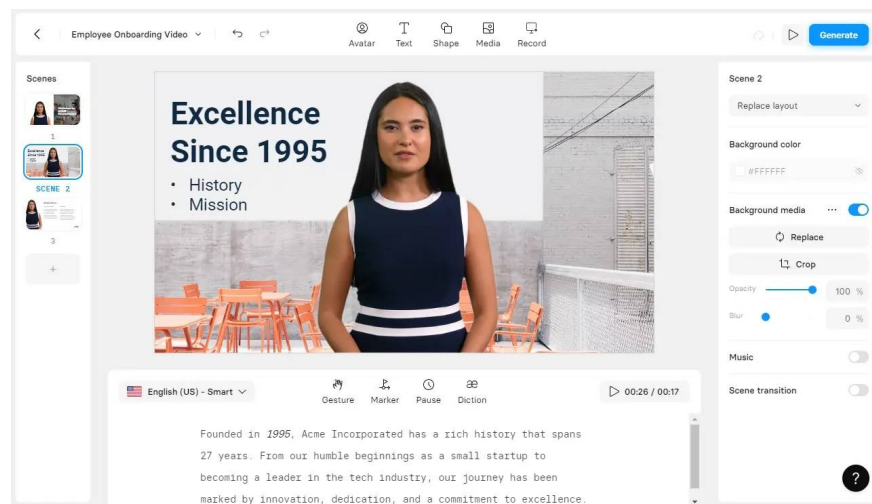 Employee Onboarding Video
Avatar
Text
Shape
Media
Record
Generate
Scenes
1
SCENE 2
3
+
Excellence
Since 1995
• History
• Mission
Scene 2
Replace layout
Background color
#FFFFFF
Background media
Replace
Crop
Opacity
100 %
Blur
0 %
Music
Scene transition
English (US) - Smart
Gesture
Marker
Pause
æ
Diction
00:26 / 00:17
Founded in 1995, Acme Incorporated has a rich history that spans
27 years. From our humble beginnings as a small startup to
becoming a leader in the tech industry, our journey has been
marked by innovation, dedication, and a commitment to excellence.
?